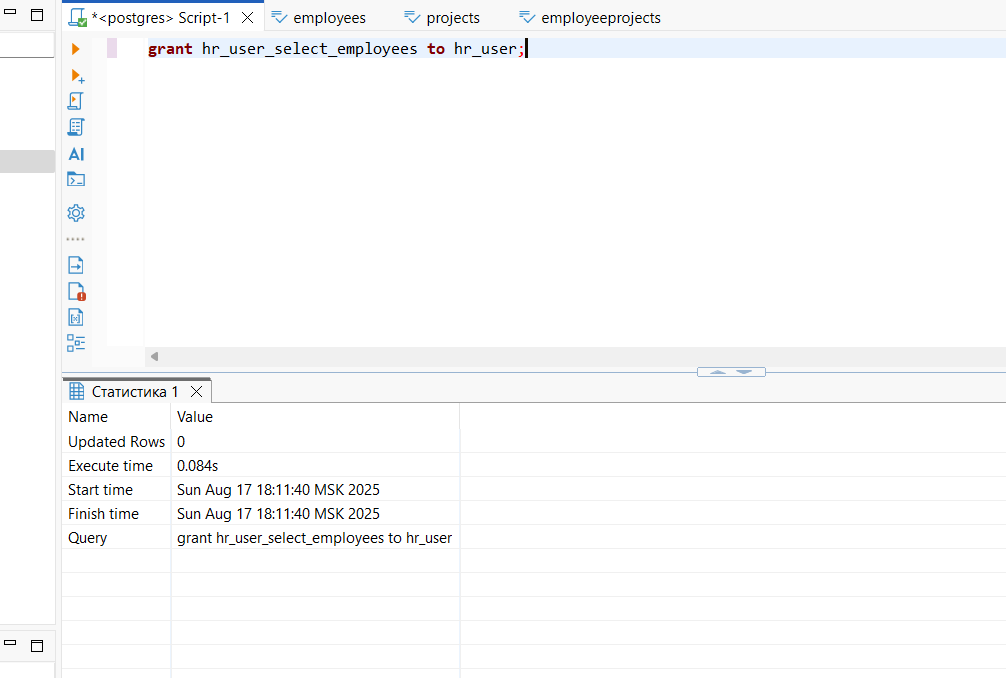 *<postgres> Script-1 employees projects employeeprojects
grant hr_user_select_employees to hr_user;
AI
Статистика 1
Name Value
Updated Rows 0
Execute time 0.084s
Start time Sun Aug 17 18:11:40 MSK 2025
Finish time Sun Aug 17 18:11:40 MSK 2025
Query grant hr_user_select_employees to hr_user